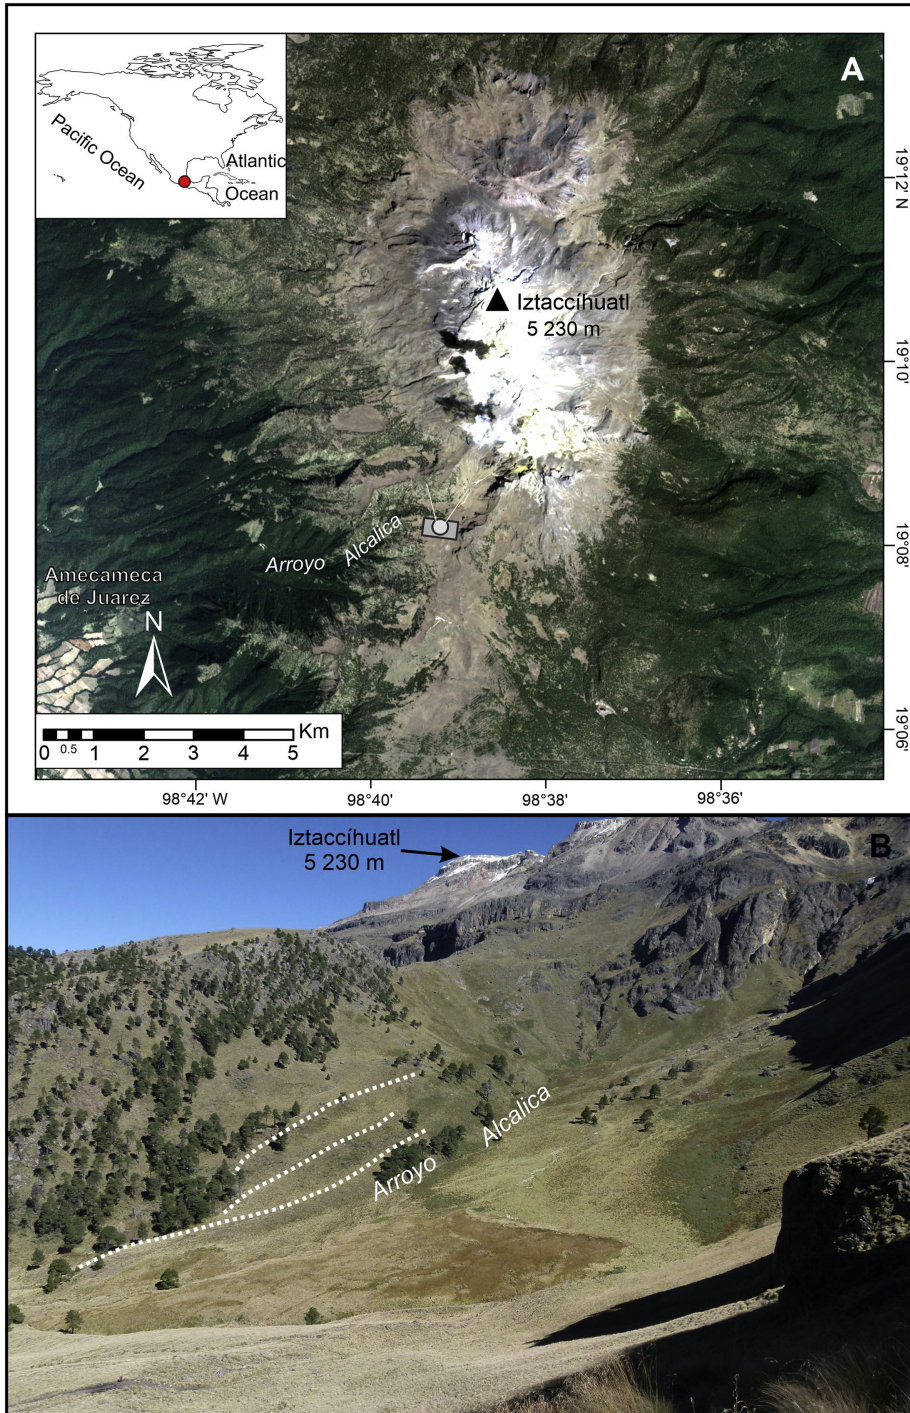 A
Pacific Ocean
Atlantic
Ocean
19°12' N
Iztaccíhuatl
5 230 m
19°10'
Arroyo Alcalica
19°08'
Amecameca
de Juarez
N
Km
0 0.5 1 2 3 4 5
19°06'
98°42' W 98°40' 98°38' 98°36'
Iztaccíhuatl
5 230 m
B
Arroyo Alcalica